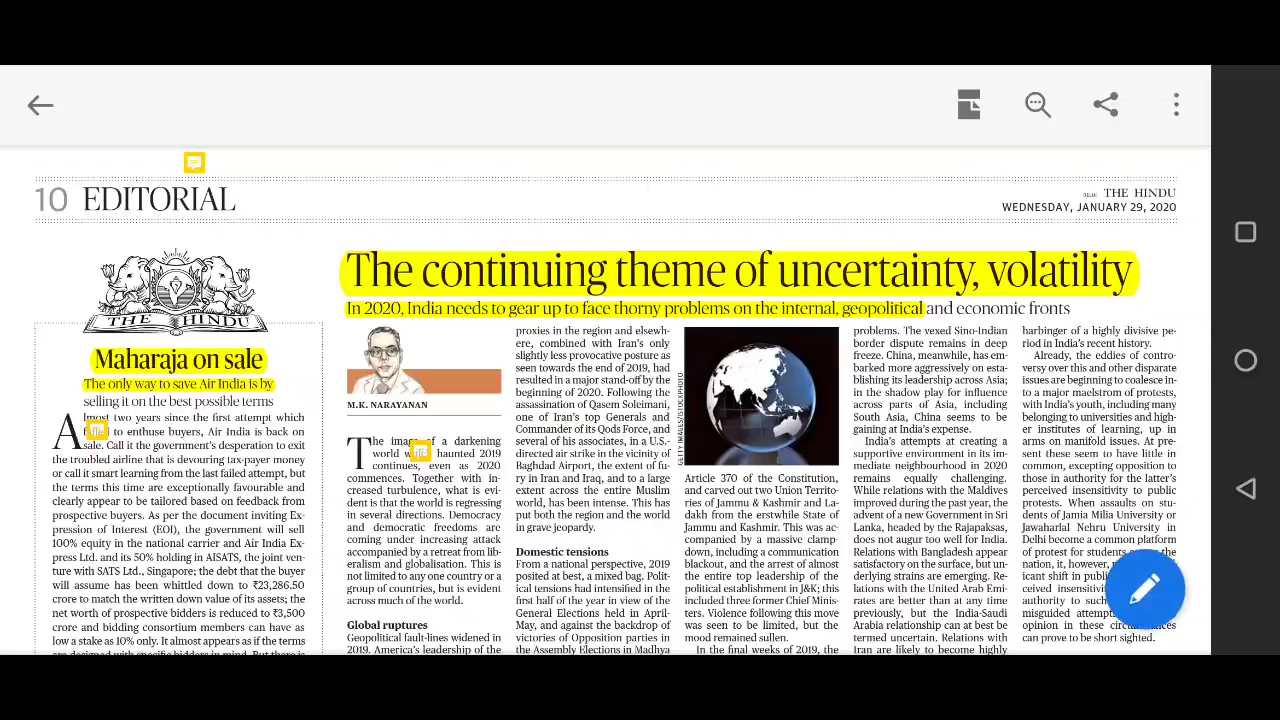 10 EDITORIAL
DELHI THE HINDU
WEDNESDAY, JANUARY 29, 2020
THE HINDU
Maharaja on sale
The only way to save Air India is by
selling it on the best possible terms
Almost two years since the first attempt which
to enthuse buyers, Air India is back on
sale. Call it the government's desperation to exit
the troubled airline that is devouring tax-payer money
or call it smart learning from the last failed attempt, but
the terms this time are exceptionally favourable and
clearly appear to be tailored based on feedback from
prospective buyers. As per the document inviting Ex-
pression of Interest (EOI), the government will sell
100% equity in the national carrier and Air India Ex-
press Ltd. and its 50% holding in AISATS, the joint ven-
ture with SATS Ltd., Singapore; the debt that the buyer
will assume has been whittled down to ₹23,286.50
crore to match the written down value of its assets; the
net worth of prospective bidders is reduced to ₹3,500
crore and bidding consortium members can have as
low a stake as 10% only. It almost appears as if the terms
are designed with specific bidders in mind. But there is
The continuing theme of uncertainty, volatility
In 2020, India needs to gear up to face thorny problems on the internal, geopolitical and economic fronts
M.K. NARAYANAN
The image of a darkening
world haunted 2019
continues, even as 2020
commences. Together with in-
creased turbulence, what is evi-
dent is that the world is regressing
in several directions. Democracy
and democratic freedoms are
coming under increasing attack
accompanied by a retreat from lib-
eralism and globalisation. This is
not limited to any one country or a
group of countries, but is evident
across much of the world.
Global ruptures
Geopolitical fault-lines widened in
2019. America's leadership of the
proxies in the region and elsewh-
ere, combined with Iran's only
slightly less provocative posture as
seen towards the end of 2019, had
resulted in a major stand-off by the
beginning of 2020. Following the
assassination of Qasem Soleimani,
one of Iran's top Generals and
Commander of its Qods Force, and
several of his associates, in a U.S.-
directed air strike in the vicinity of
Baghdad Airport, the extent of fu-
ry in Iran and Iraq, and to a large
extent across the entire Muslim
world, has been intense. This has
put both the region and the world
in grave jeopardy.
Domestic tensions
From a national perspective, 2019
posited at best, a mixed bag. Polit-
ical tensions had intensified in the
first half of the year in view of the
General Elections held in April-
May, and against the backdrop of
victories of Opposition parties in
the Assembly Elections in Madhya
GETTY IMAGES/ISTOCKPHOTO
Article 370 of the Constitution,
and carved out two Union Territo-
ries of Jammu & Kashmir and La-
dakh from the erstwhile State of
Jammu and Kashmir. This was ac-
companied by a massive clamp-
down, including a communication
blackout, and the arrest of almost
the entire top leadership of the
political establishment in J&K; this
included three former Chief Minis-
ters. Violence following this move
was seen to be limited, but the
mood remained sullen.
In the final weeks of 2019, the
problems. The vexed Sino-Indian
border dispute remains in deep
freeze. China, meanwhile, has em-
barked more aggressively on esta-
blishing its leadership across Asia;
in the shadow play for influence
across parts of Asia, including
South Asia, China seems to be
gaining at India's expense.
India's attempts at creating a
supportive environment in its im-
mediate neighbourhood in 2020
remains equally challenging.
While relations with the Maldives
improved during the past year, the
advent of a new Government in Sri
Lanka, headed by the Rajapaksas,
does not augur too well for India.
Relations with Bangladesh appear
satisfactory on the surface, but un-
derlying strains are emerging. Re-
lations with the United Arab Emi-
rates are better than at any time
previously, but the India-Saudi
Arabia relationship can at best be
termed uncertain. Relations with
Iran are likely to become highly
harbinger of a highly divisive pe-
riod in India's recent history.
Already, the eddies of contro-
versy over this and other disparate
issues are beginning to coalesce in-
to a major maelstrom of protests,
with India's youth, including many
belonging to universities and high-
er institutes of learning, up in
arms on manifold issues. At pre-
sent these seem to have little in
common, excepting opposition to
those in authority for the latter's
perceived insensitivity to public
protests. When assaults on stu-
dents of Jamia Milia University or
Jawaharlal Nehru University in
Delhi become a common platform
of protest for students the
nation, it, however,
icant shift in publi
ceived insensitivi
authority to such
misguided attemp
opinion in these
can prove to be short sighted.